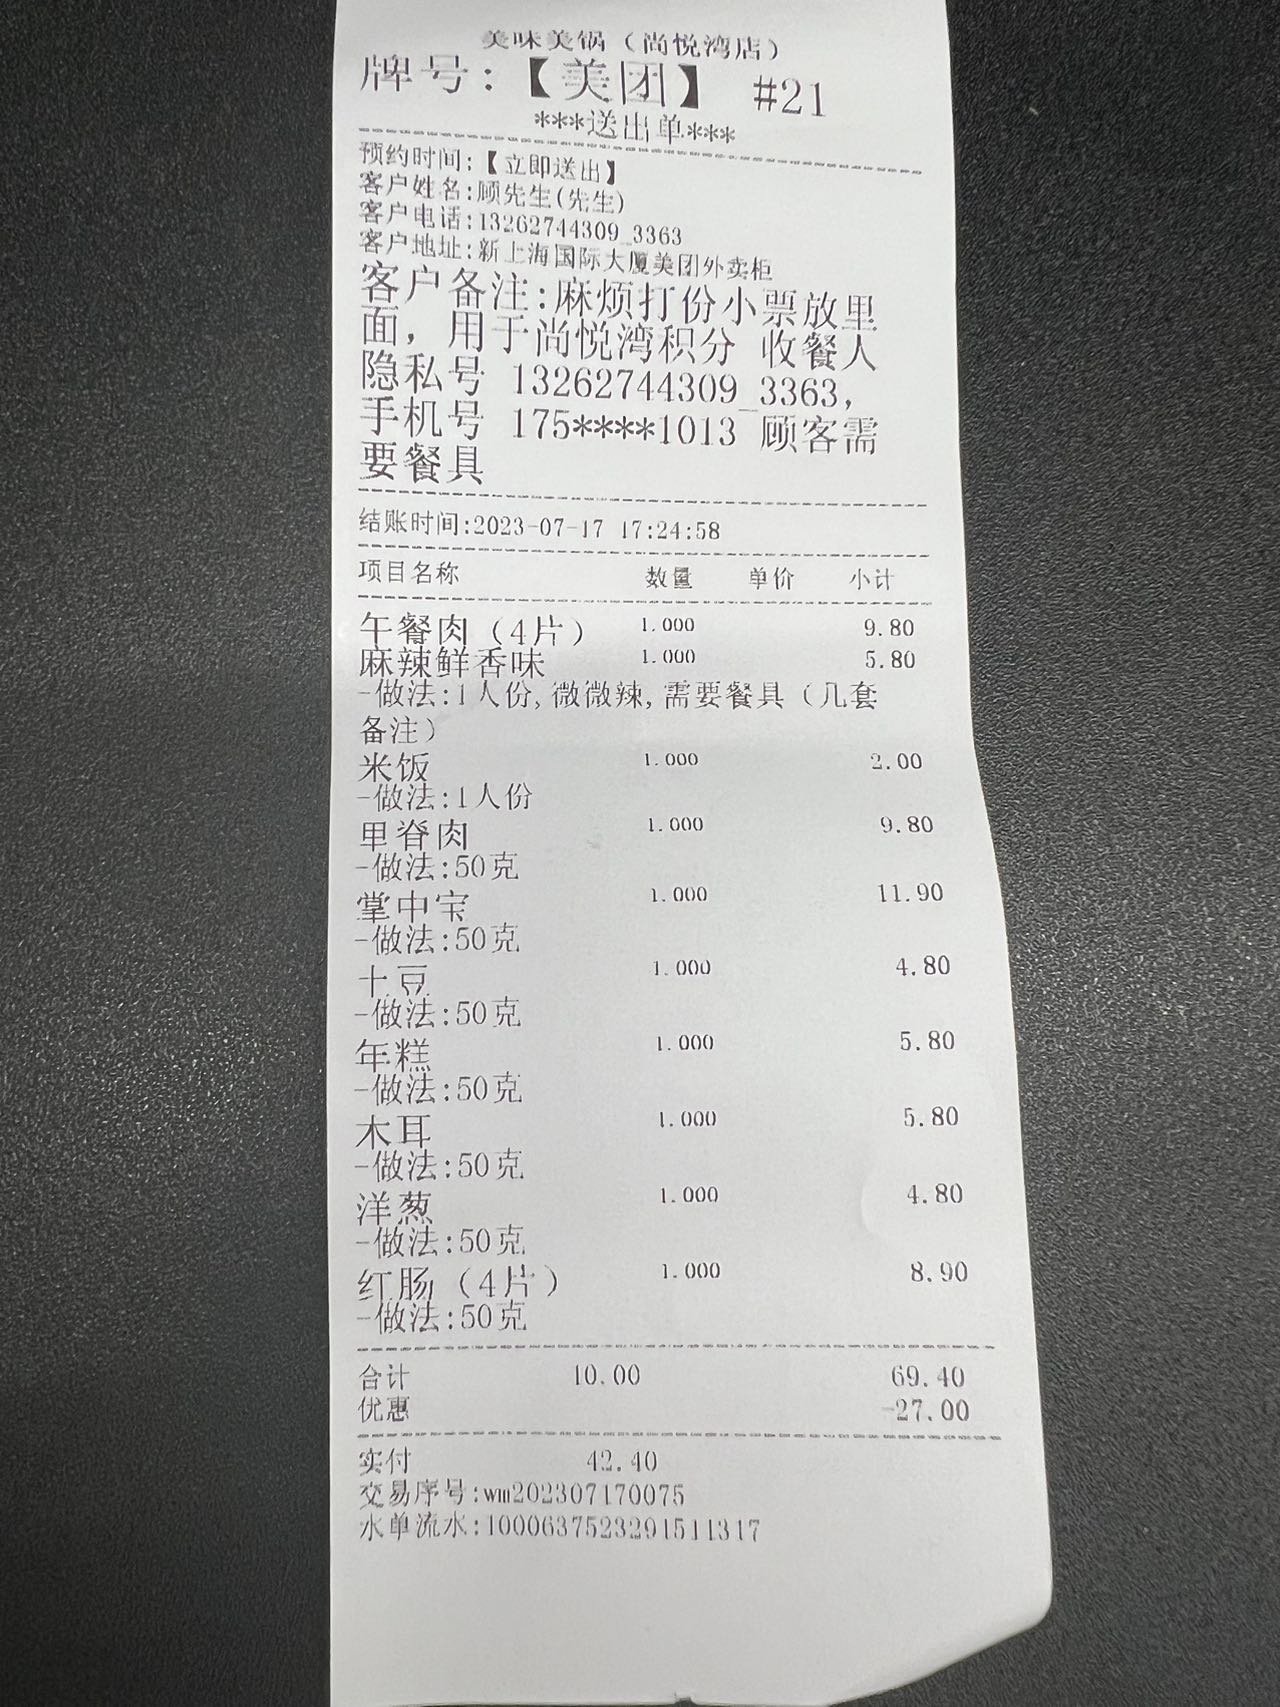 美味美锅（尚悦湾店）
牌号:【美团】 #21
***送出单***
预约时间:【立即送出】
客户姓名:顾先生(先生)
客户电话:13262744309_3363
客户地址:新上海国际大厦美团外卖柜
客户备注:麻烦打份小票放里
面，用于尚悦湾积分 收餐人
隐私号 13262744309_3363,
手机号 175****1013 顾客需
要餐具
结账时间:2023-07-17 17:24:58
项目名称 数量 单价 小计
午餐肉（4片） 1.000 9.80
麻辣鲜香味 1.000 5.80
-做法:1人份,微微辣,需要餐具（几套
备注）
米饭 1.000 2.00
-做法:1人份
里脊肉 1.000 9.80
-做法:50克
掌中宝 1.000 11.90
-做法:50克
土豆 1.000 4.80
-做法:50克
年糕 1.000 5.80
-做法:50克
木耳 1.000 5.80
-做法:50克
洋葱 1.000 4.80
-做法:50克
红肠（4片） 1.000 8.90
-做法:50克
合计 10.00 69.40
优惠 -27.00
实付 42.40
交易序号:wm202307170075
水单流水:1000637523291511317